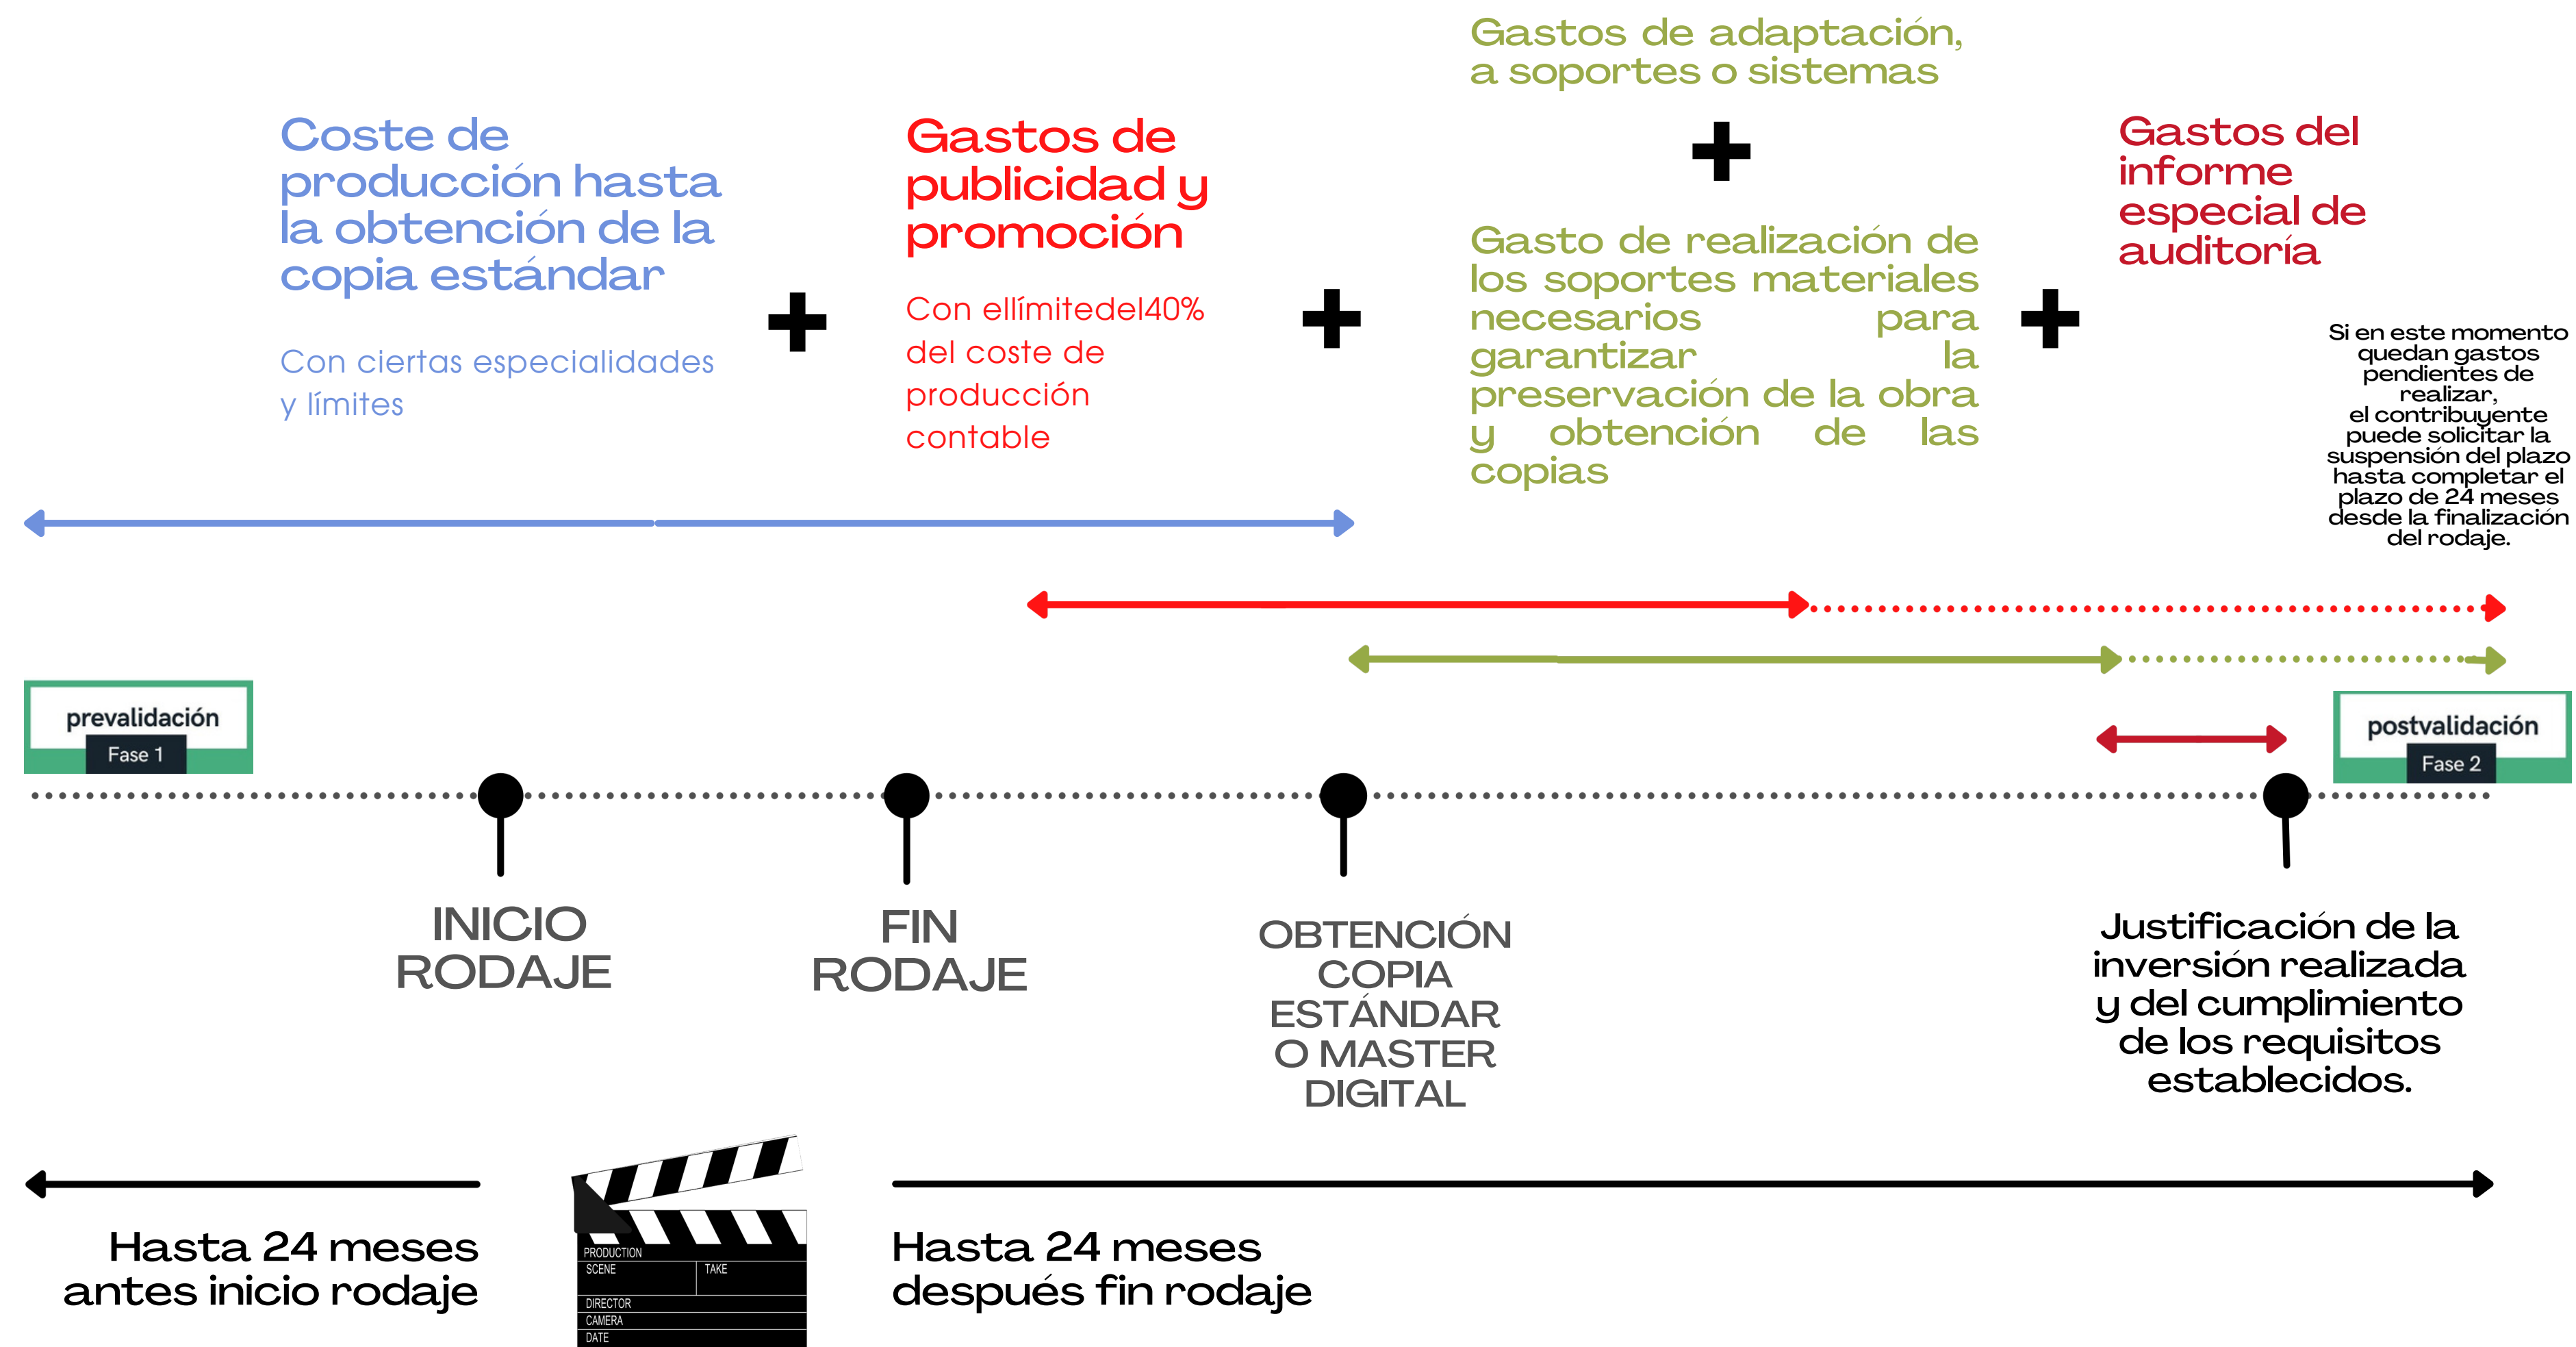 Coste de
producción hasta
la obtención de la
copia estándar
Con ciertas especialidades
y límites
+
Gastos de
publicidad y
promoción
Con ellímitedel40%
del coste de
producción
contable
+
Gastos de adaptación,
a soportes o sistemas
+
Gasto de realización de
los soportes materiales
necesarios para
garantizar la
preservación de la obra
y obtención de las
copias
+
Gastos del
informe
especial de
auditoría
Si en este momento
quedan gastos
pendientes de
realizar,
el contribuyente
puede solicitar la
suspensión del plazo
hasta completar el
plazo de 24 meses
desde la finalización
del rodaje.
prevalidación
Fase 1
postvalidación
Fase 2
INICIO
RODAJE
FIN
RODAJE
OBTENCIÓN
COPIA
ESTÁNDAR
O MASTER
DIGITAL
Justificación de la
inversión realizada
y del cumplimiento
de los requisitos
establecidos.
Hasta 24 meses
antes inicio rodaje
PRODUCTION
SCENE TAKE
DIRECTOR
CAMERA
DATE
Hasta 24 meses
después fin rodaje